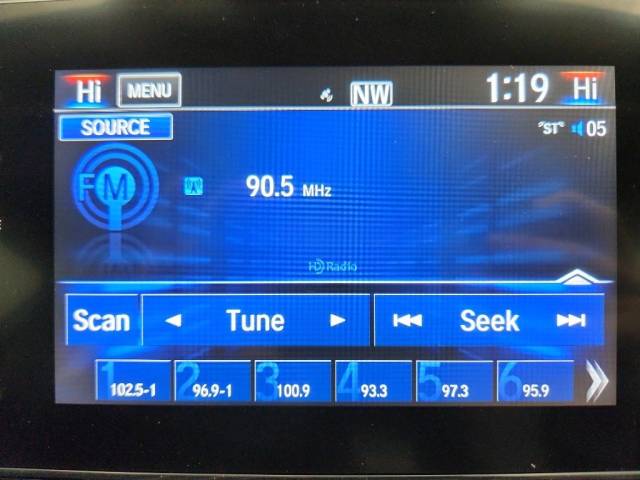 Hi MENU NW 1:19 Hi
SOURCE "ST" 05
FM 90.5 MHz
HD Radio
Scan Tune Seek
1 2 3 4 5 6
102.5-1 96.9-1 100.9 93.3 97.3 95.9